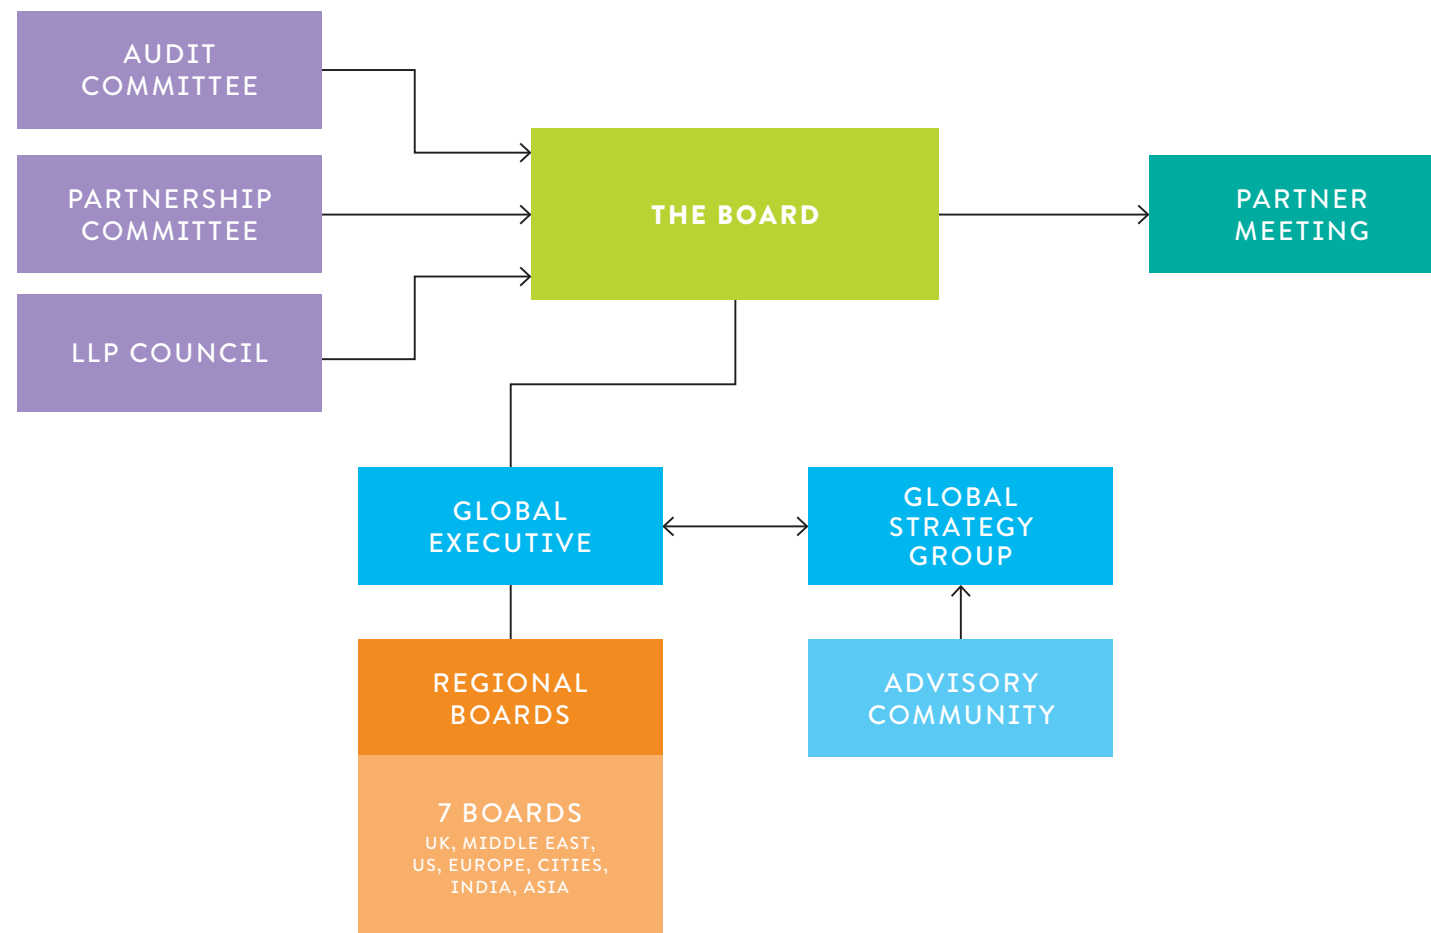 AUDIT
COMMITTEE
PARTNERSHIP
COMMITTEE
LLP COUNCIL
THE BOARD
PARTNER
MEETING
GLOBAL
EXECUTIVE
GLOBAL
STRATEGY
GROUP
REGIONAL
BOARDS
7 BOARDS
UK, MIDDLE EAST,
US, EUROPE, CITIES,
INDIA, ASIA
ADVISORY
COMMUNITY